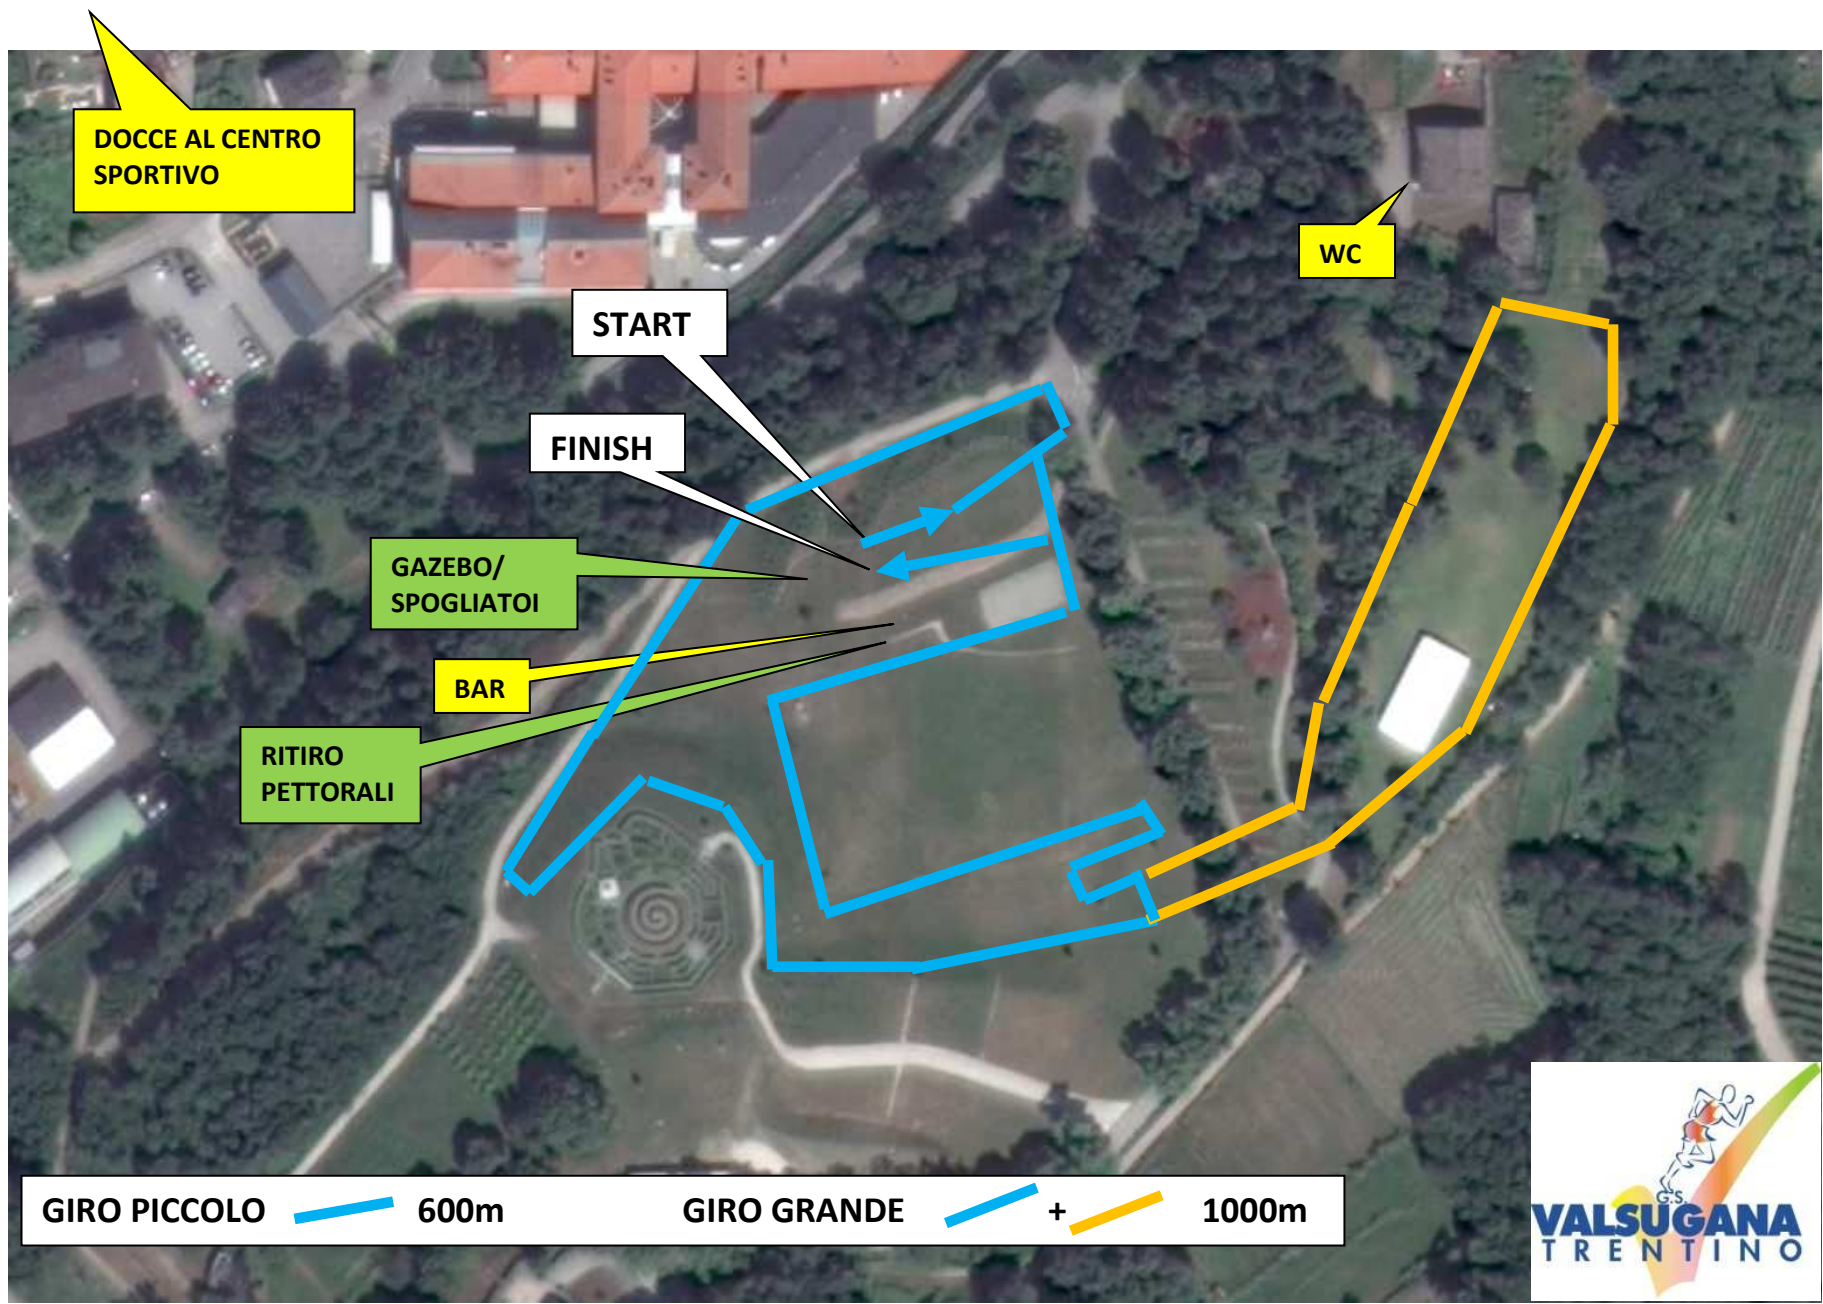 DOCCE AL CENTRO
SPORTIVO
WC
START
FINISH
GAZEBO/
SPOGLIATOI
BAR
RITIRO
PETTORALI
GIRO PICCOLO 600m GIRO GRANDE + 1000m
G.S.
VALSUGANA
TRENTINO